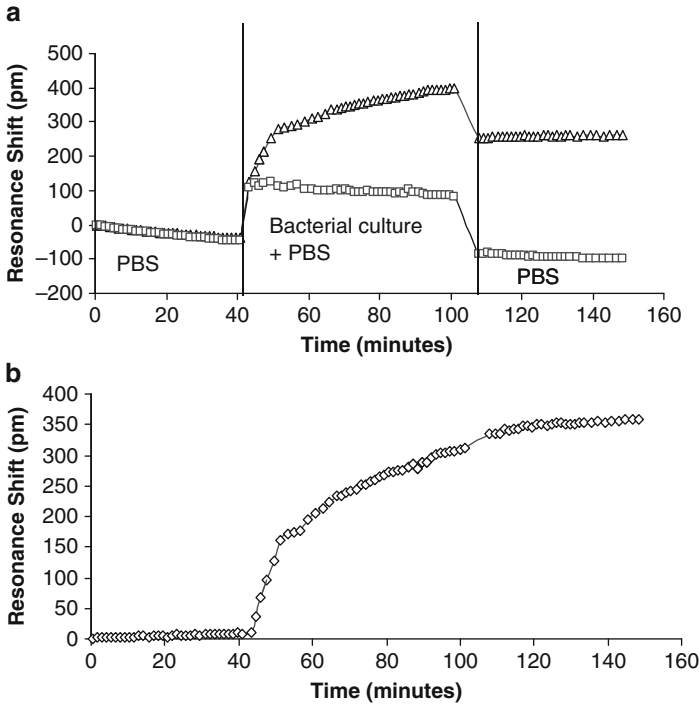 a
500
400
300
200
100
0
−100
−200
Resonance Shift (pm)
PBS
Bacterial culture
+ PBS
PBS
0 20 40 60 80 100 120 140 160
Time (minutes)
b
400
350
300
250
200
150
100
50
0
Resonance Shift (pm)
0 20 40 60 80 100 120 140 160
Time (minutes)